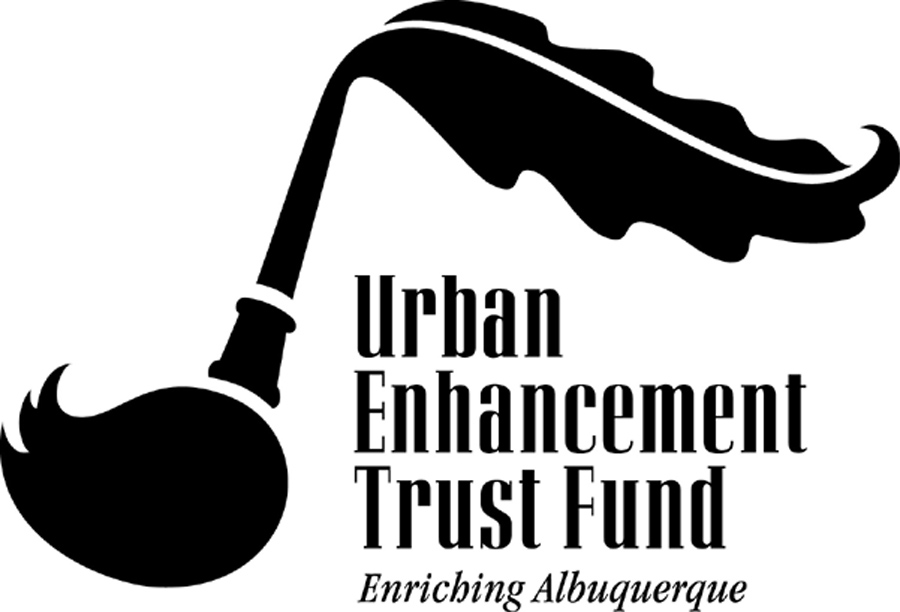 Urban
Enhancement
Trust Fund
Enriching Albuquerque